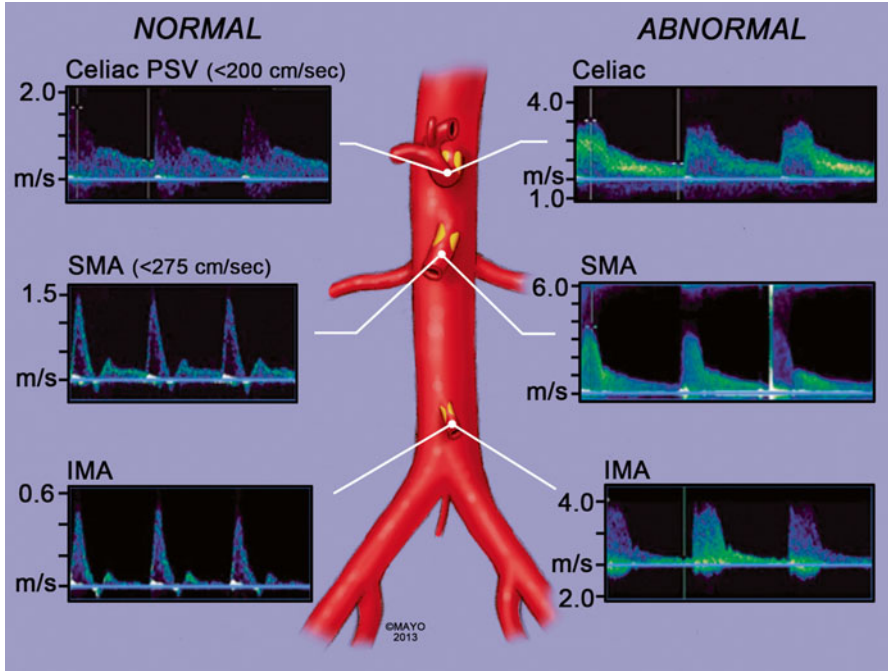 NORMAL
Celiac PSV (<200 cm/sec)
2.0
m/s
SMA (<275 cm/sec)
1.5
m/s
IMA
0.6
m/s
ABNORMAL
Celiac
4.0
m/s
1.0
SMA
6.0
m/s
IMA
4.0
m/s
2.0
©MAYO
2013